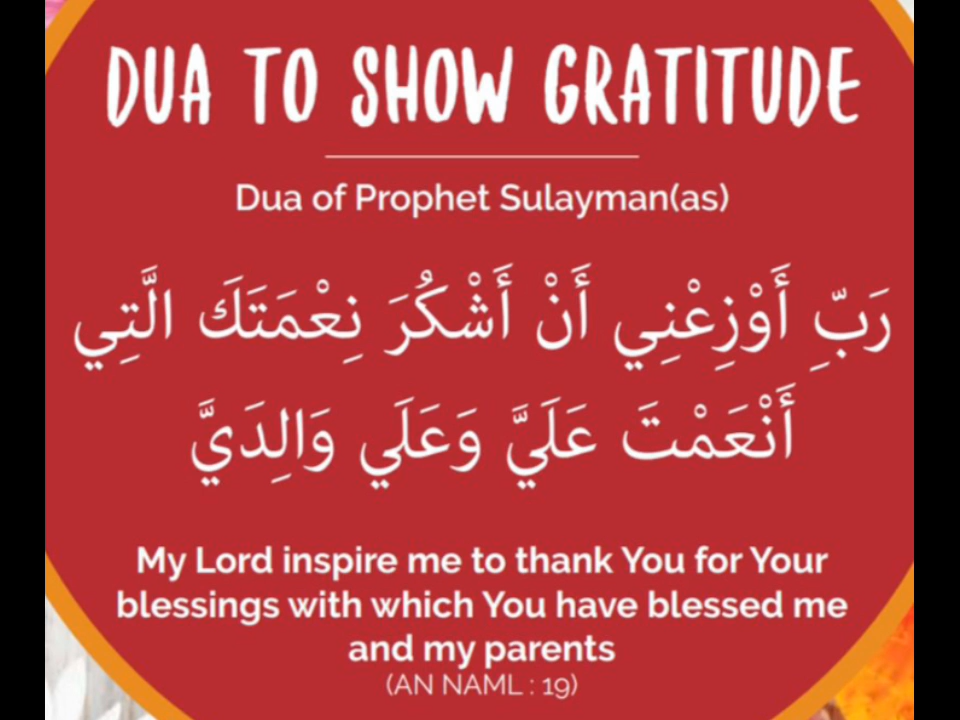 DUA TO SHOW GRATITUDE
Dua of Prophet Sulayman(as)
رَبِّ أَوْزِعْنِي أَنْ أَشْكُرَ نِعْمَتَكَ الَّتِي
أَنْعَمْتَ عَلَيَّ وَعَلَي وَالِدَيَّ
My Lord inspire me to thank You for Your
blessings with which You have blessed me
and my parents
(AN NAML : 19)